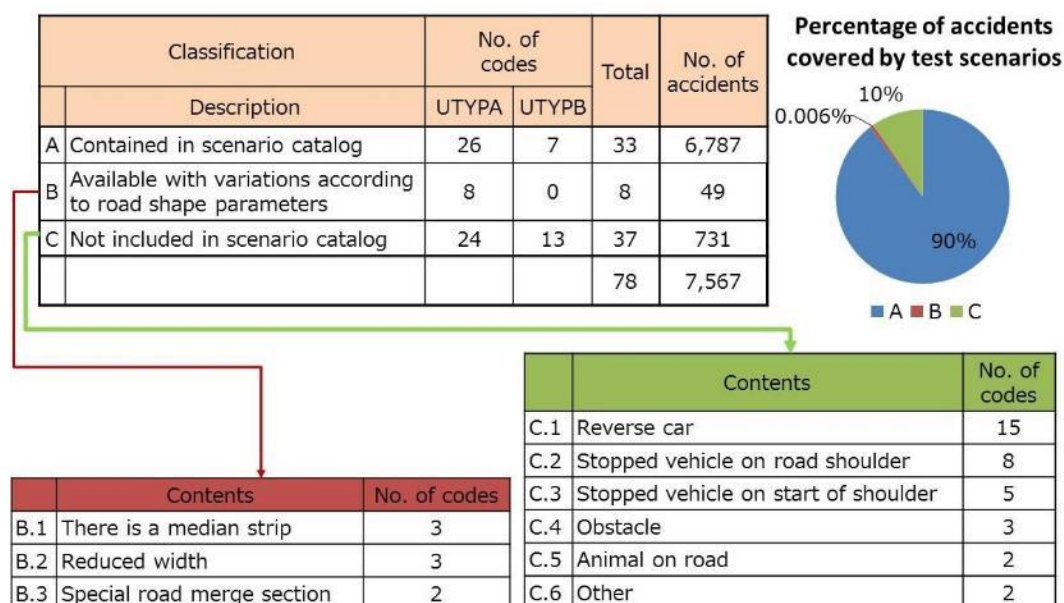 Classification
No. of
codes
Total
No. of
accidents
Description
UTYPA
UTYPB
A Contained in scenario catalog 26 7 33 6,787
B Available with variations according
to road shape parameters 8 0 8 49
C Not included in scenario catalog 24 13 37 731
78 7,567
Percentage of accidents
covered by test scenarios
10%
0.006%
90%
A B C
Contents No. of codes
B.1 There is a median strip 3
B.2 Reduced width 3
B.3 Special road merge section 2
Contents
No. of
codes
C.1 Reverse car 15
C.2 Stopped vehicle on road shoulder 8
C.3 Stopped vehicle on start of shoulder 5
C.4 Obstacle 3
C.5 Animal on road 2
C.6 Other 2